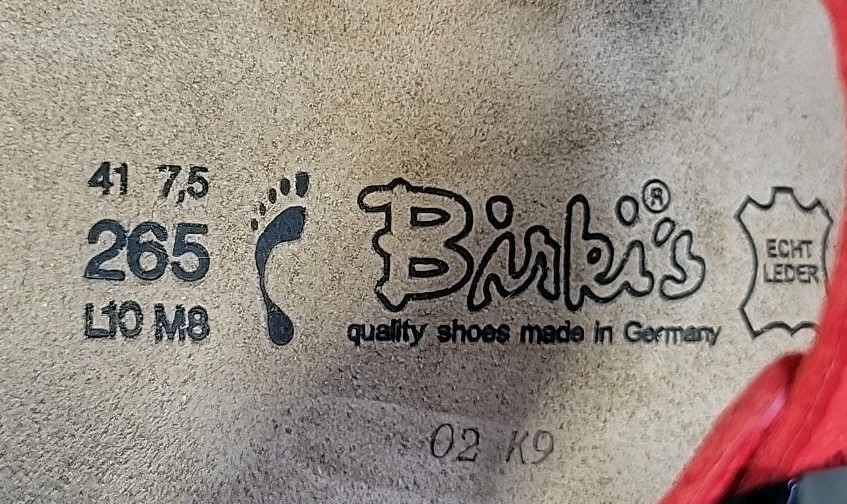 41 7,5
265
L10 M8
Birki's®
quality shoes made in Germany
ECHT
LEDER
02 K9